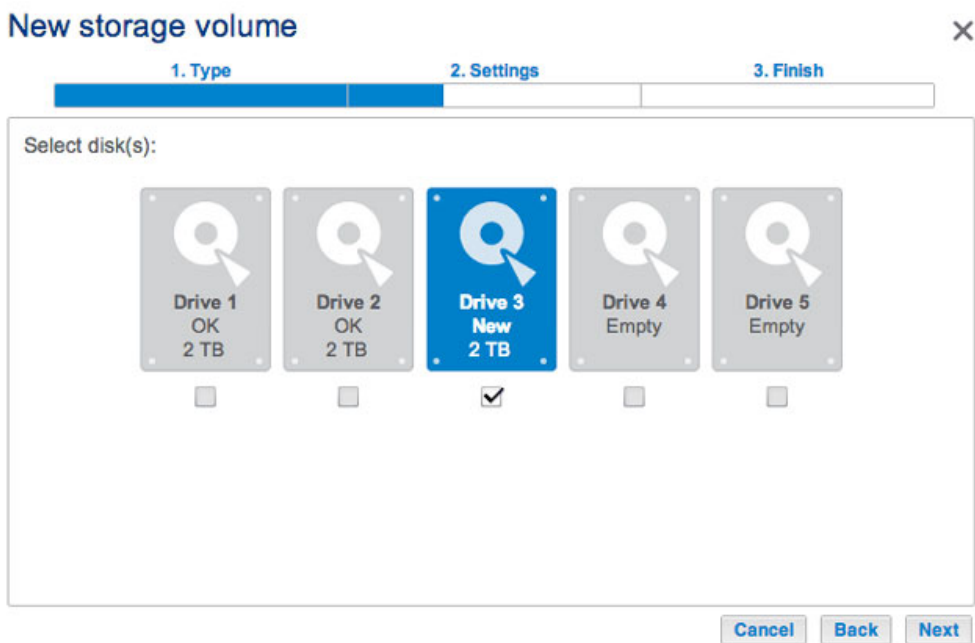 New storage volume
1. Type 2. Settings 3. Finish
Select disk(s):
Drive 1 Drive 2 Drive 3 Drive 4 Drive 5
OK OK New Empty Empty
2 TB 2 TB 2 TB
Cancel Back Next